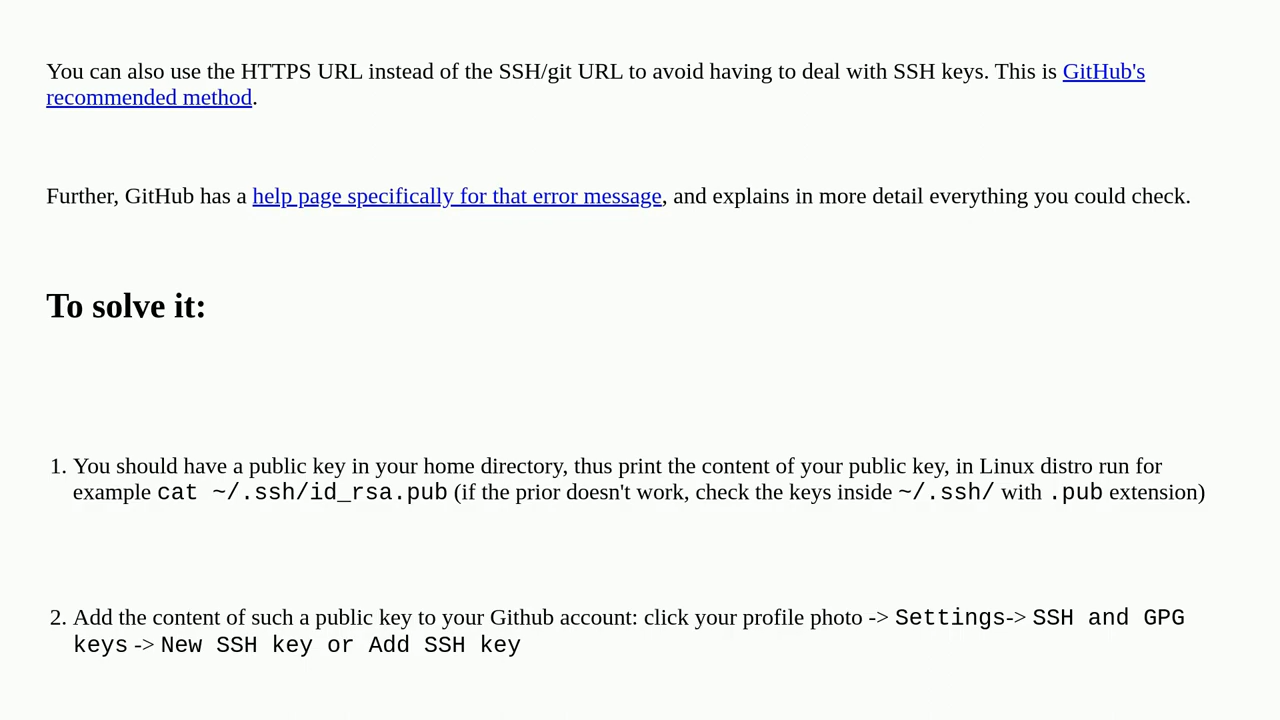 You can also use the HTTPS URL instead of the SSH/git URL to avoid having to deal with SSH keys. This is GitHub's
recommended method.
Further, GitHub has a help page specifically for that error message, and explains in more detail everything you could check.
To solve it:
1. You should have a public key in your home directory, thus print the content of your public key, in Linux distro run for
example cat ~/.ssh/id_rsa.pub (if the prior doesn't work, check the keys inside ~/.ssh/ with .pub extension)
2. Add the content of such a public key to your Github account: click your profile photo -> Settings-> SSH and GPG
keys -> New SSH key or Add SSH key